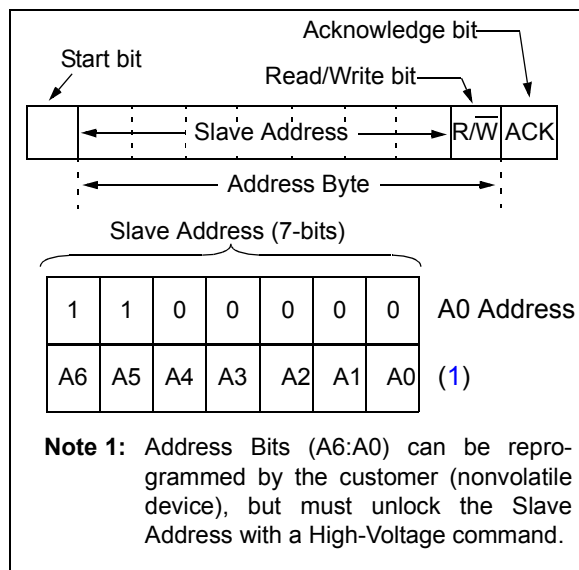 Acknowledge bit
Start bit
Read/Write bit
Slave Address R/W̅ ACK
Address Byte
Slave Address (7-bits)
1 1 0 0 0 0 0 A0 Address
A6 A5 A4 A3 A2 A1 A0 (1)
Note 1: Address Bits (A6:A0) can be repro-
grammed by the customer (nonvolatile
device), but must unlock the Slave
Address with a High-Voltage command.